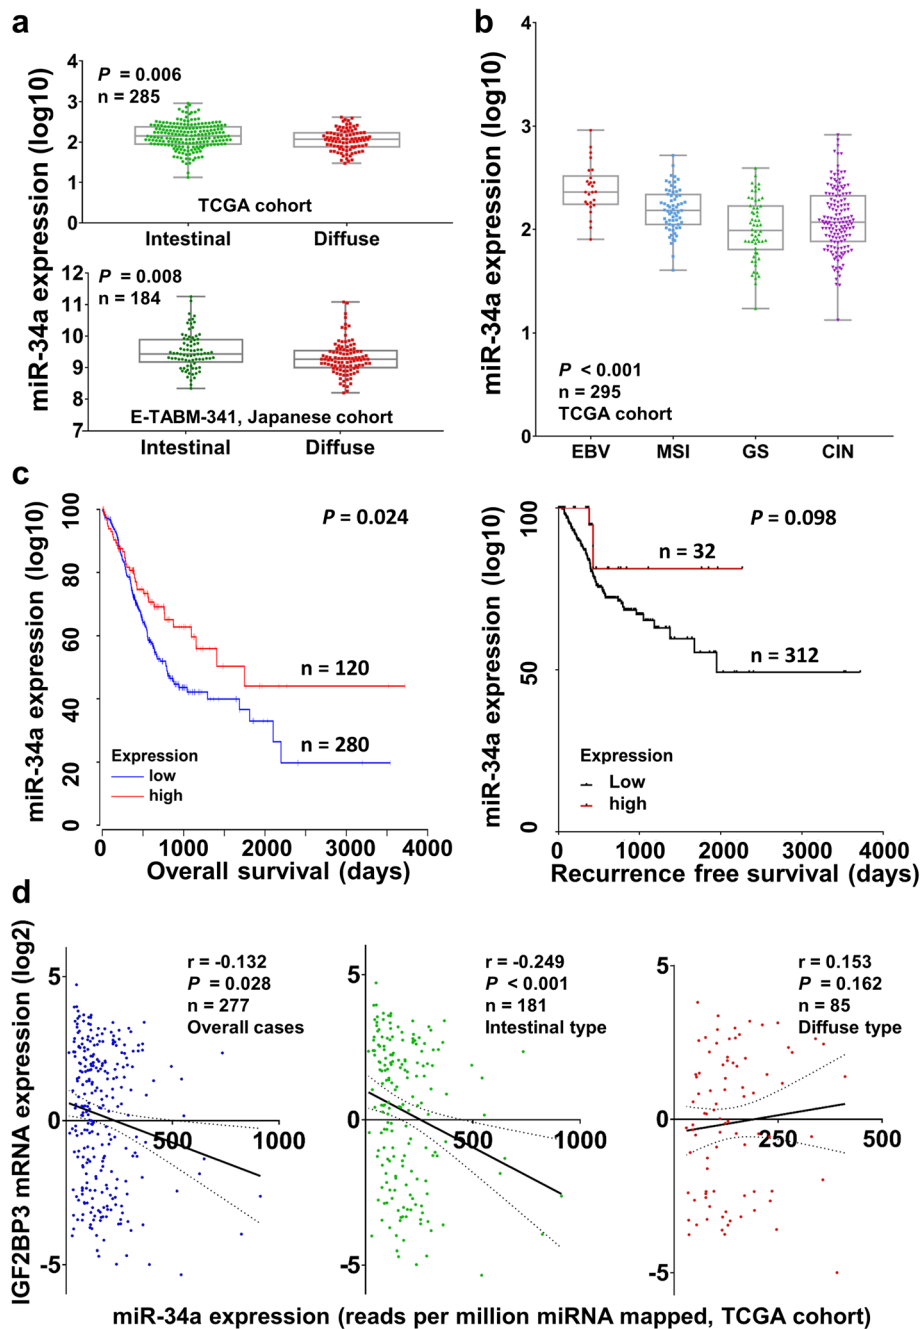 a
miR-34a expression (log10)
4
3
2
1
0
P = 0.006
n = 285
TCGA cohort
Intestinal
Diffuse
12
11
10
9
8
7
P = 0.008
n = 184
E-TABM-341, Japanese cohort
Intestinal
Diffuse
b
miR-34a expression (log10)
4
3
2
1
0
P < 0.001
n = 295
TCGA cohort
EBV
MSI
GS
CIN
c
miR-34a expression (log10)
100
80
60
40
20
0
P = 0.024
n = 120
n = 280
Expression
low
high
0
1000
2000
3000
4000
Overall survival (days)
miR-34a expression (log10)
100
50
0
P = 0.098
n = 32
n = 312
Expression
Low
high
0
1000
2000
3000
4000
Recurrence free survival (days)
d
IGF2BP3 mRNA expression (log2)
5
0
-5
500
1000
r = -0.132
P = 0.028
n = 277
Overall cases
5
0
-5
500
1000
r = -0.249
P < 0.001
n = 181
Intestinal type
5
0
-5
250
500
r = 0.153
P = 0.162
n = 85
Diffuse type
miR-34a expression (reads per million miRNA mapped, TCGA cohort)